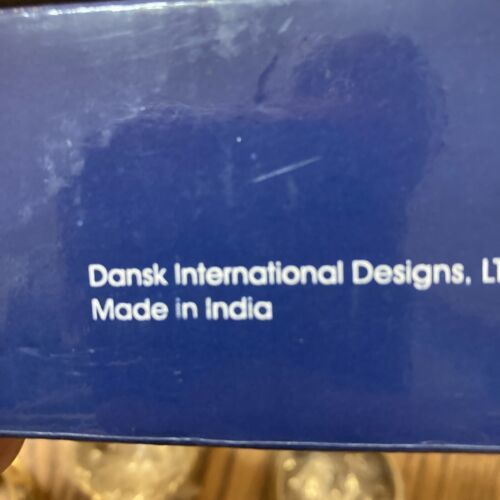 Dansk International Designs, LT
Made in India